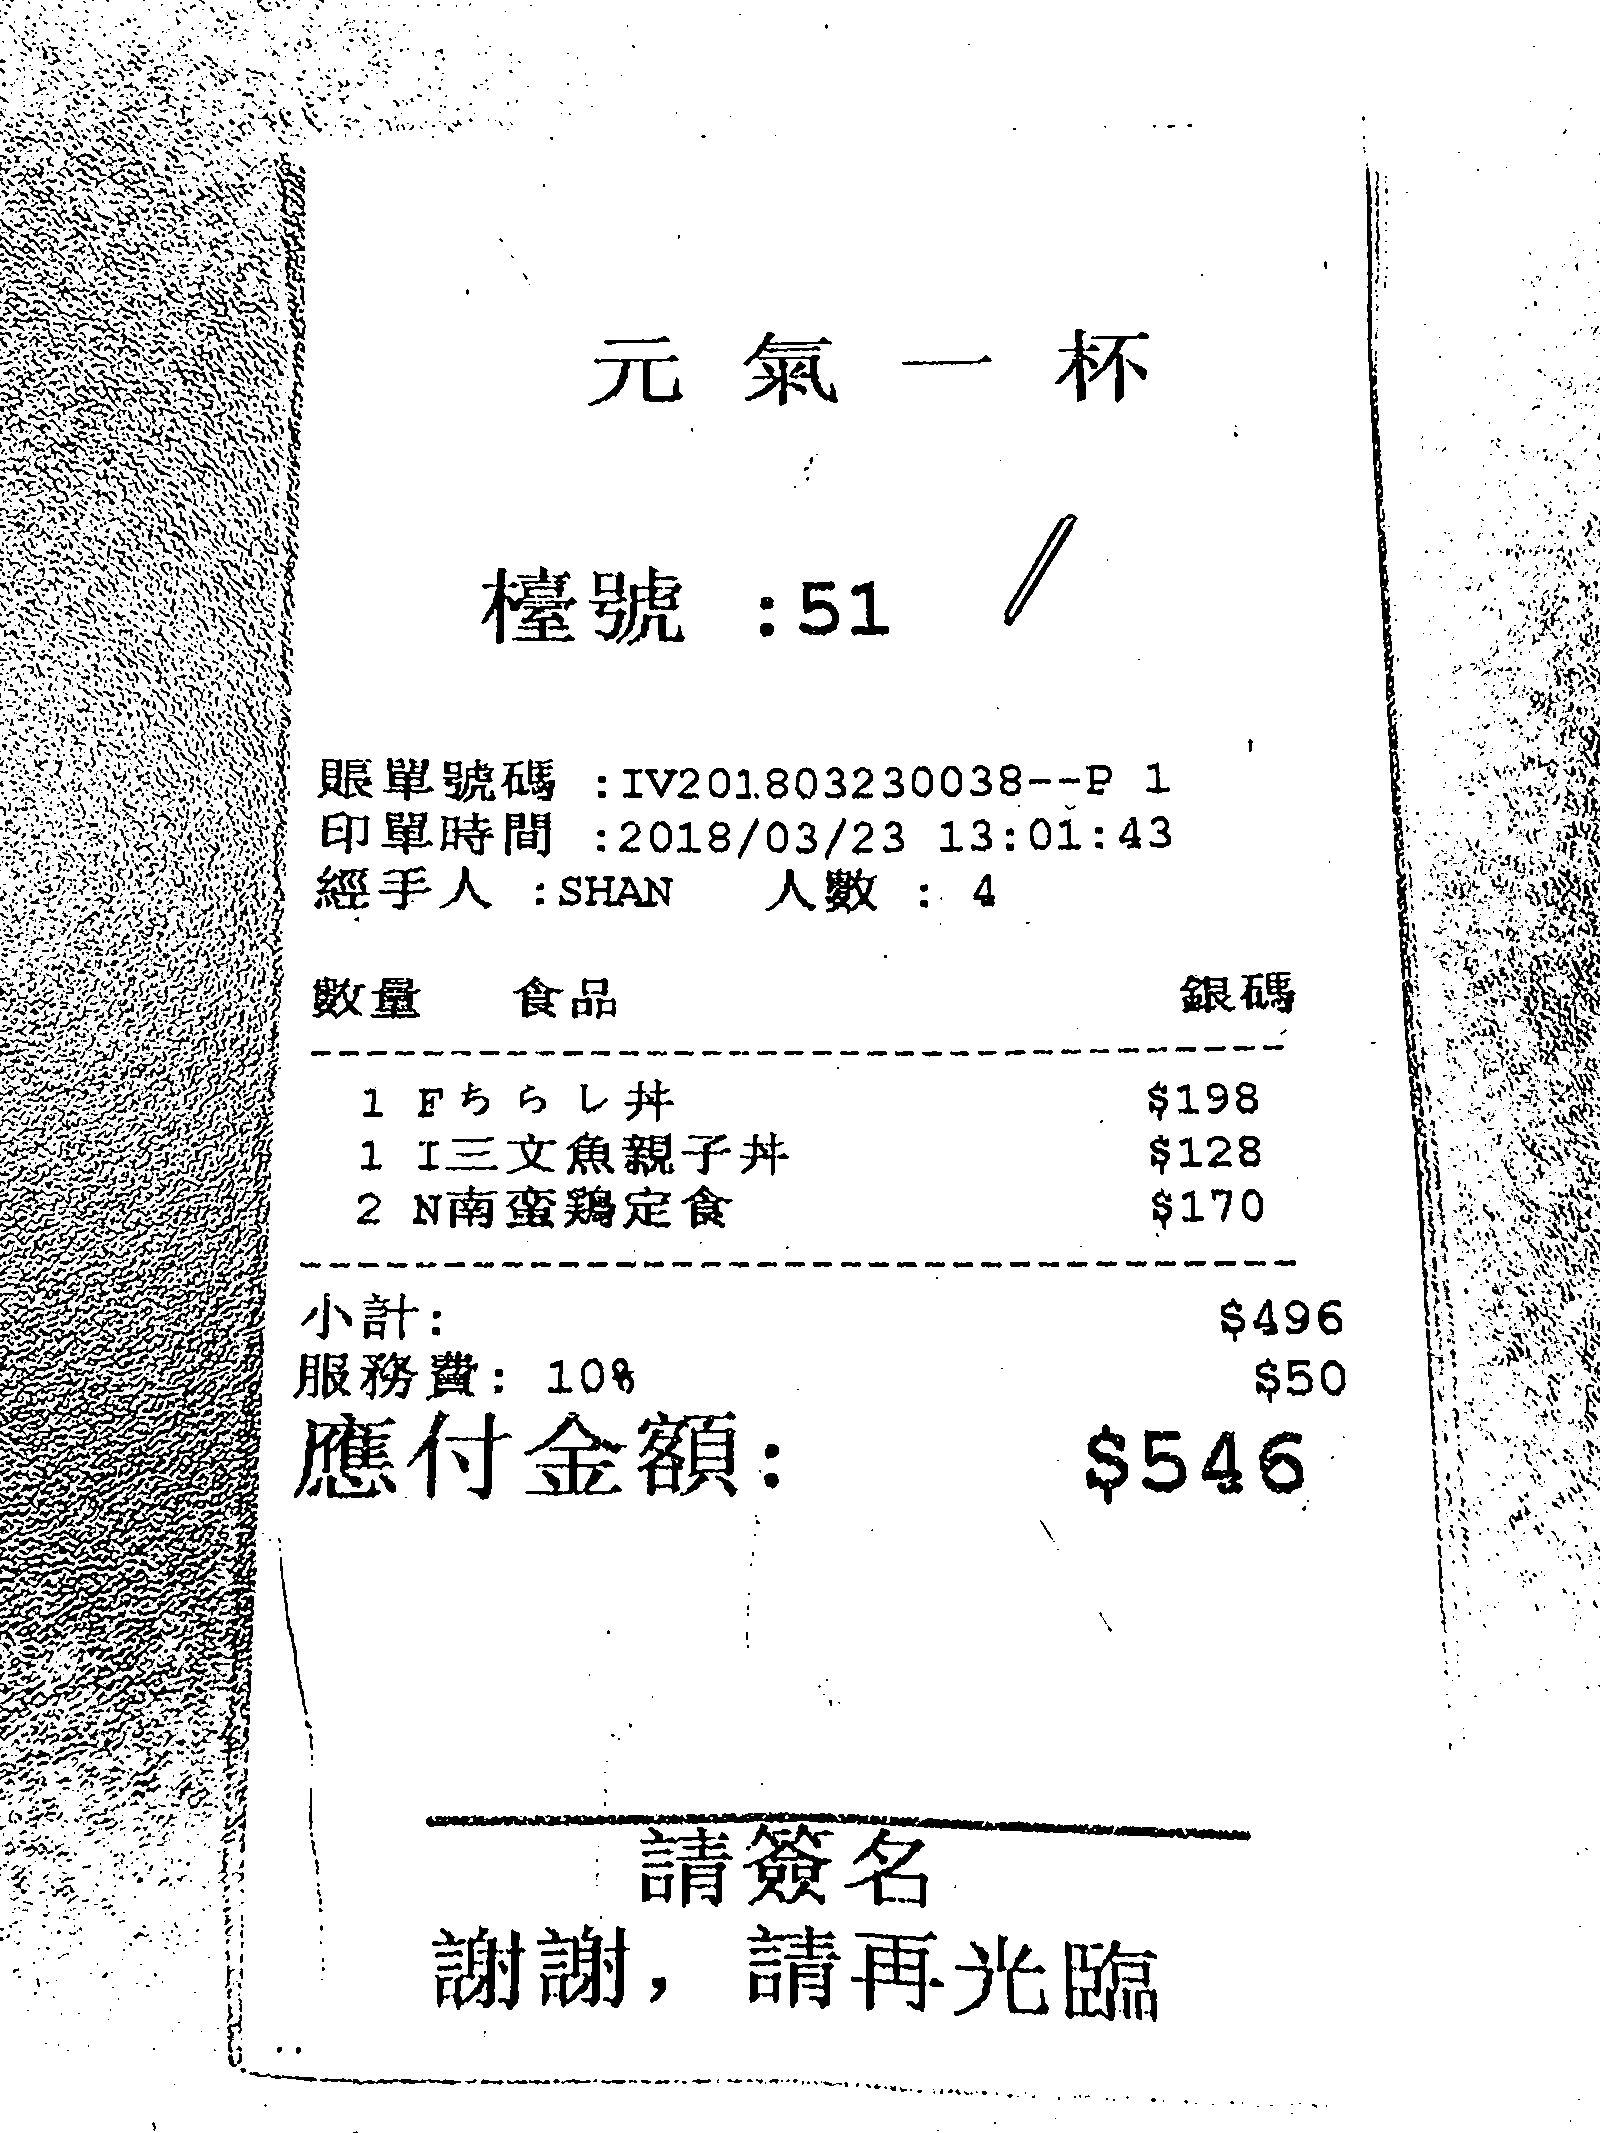 元氣一杯
檯號 :51
賬單號碼 :IV201803230038--P 1
印單時間 :2018/03/23 13:01:43
經手人 :SHAN 人數 : 4
數量 食品 銀碼
1 Fちらし丼 $198
1 I三文魚親子丼 $128
2 N南蛮鶏定食 $170
小計: $496
服務費: 10% $50
應付金額: $546
請簽名
謝謝, 請再光臨